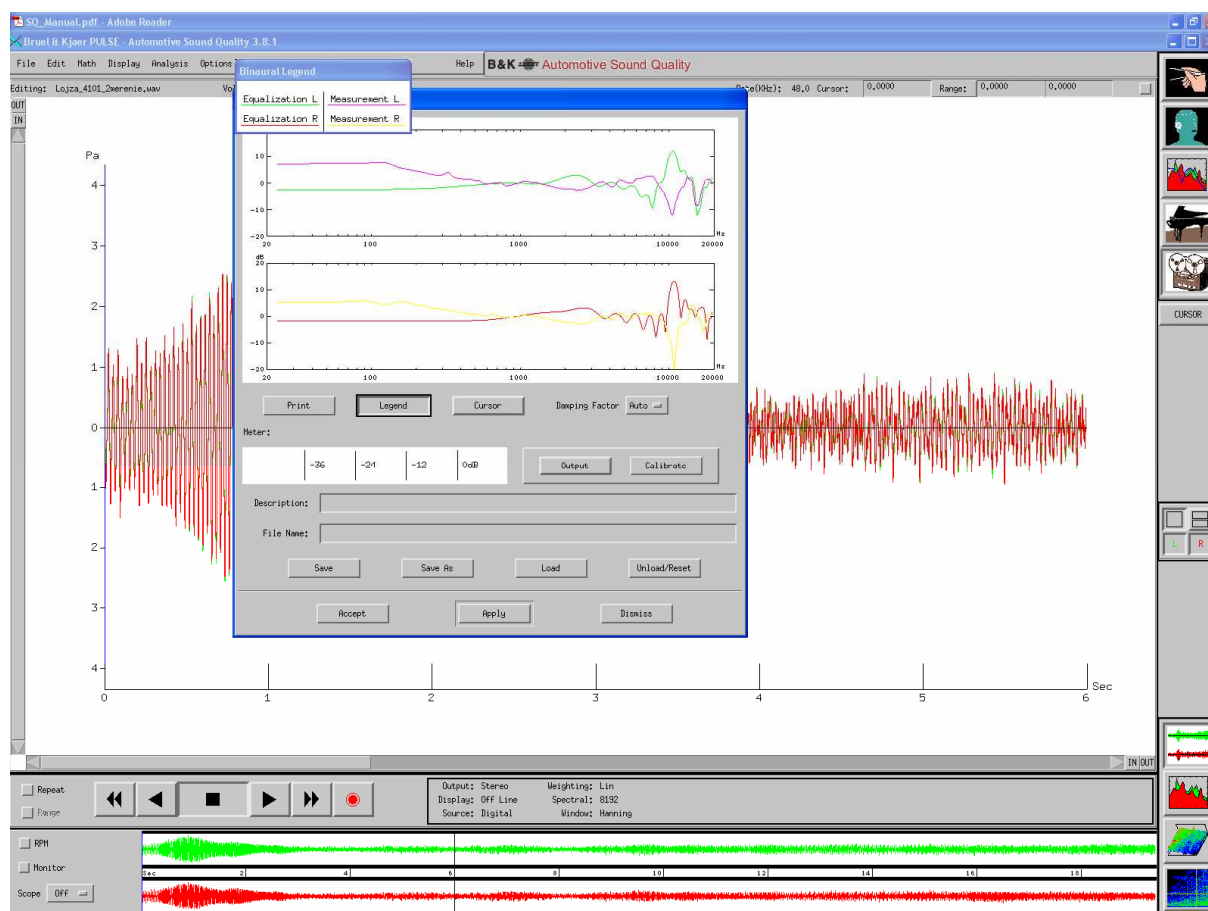 SQ_Manual.pdf - Adobe Reader
Bruel & Kjaer PULSE - Automotive Sound Quality 3.8.1
File Edit Math Display Analysis Options Help B&K Automotive Sound Quality
Editing: Lojza_4101_2merenie.wav (KHz): 48.0 Cursor: 0,0000 Range: 0,0000 0,0000
Binaural Legend
Equalization L Measurement L
Equalization R Measurement R
OUT
IN
Pa
4
3
2
1
0
1
2
3
4
0 1 2 3 4 5 6 Sec
10
0
-10
-20
20 100 1000 10000 20000 Hz
dB
20
10
0
-10
-20
20 100 1000 10000 20000 Hz
Print Legend Cursor Damping Factor Auto
Meter:
-36 -24 -12 0dB Output Calibrate
Description:
File Name:
Save Save As Load Unload/Reset
Accept Apply Dismiss
CURSOR
L R
IN OUT
Repeat
Range
Output: Stereo Weighting: Lin
Display: Off Line Spectral: 8192
Source: Digital Window: Hanning
RPM
Monitor
Scope Off
Sec 2 4 6 8 10 12 14 16 18